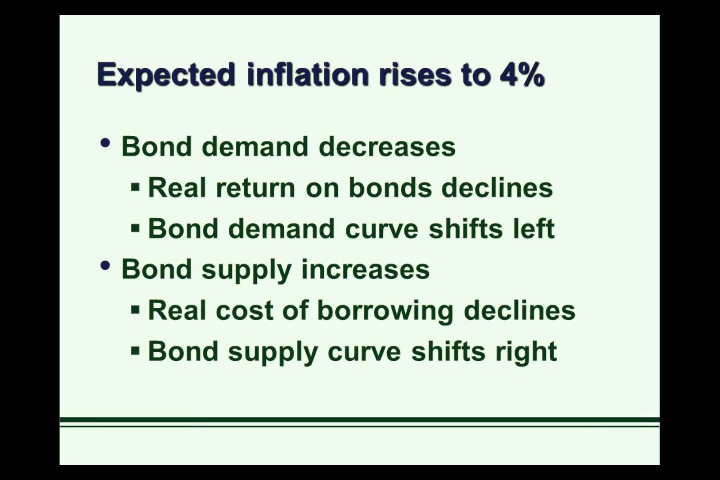 Expected inflation rises to 4%
• Bond demand decreases
▪ Real return on bonds declines
▪ Bond demand curve shifts left
• Bond supply increases
▪ Real cost of borrowing declines
▪ Bond supply curve shifts right